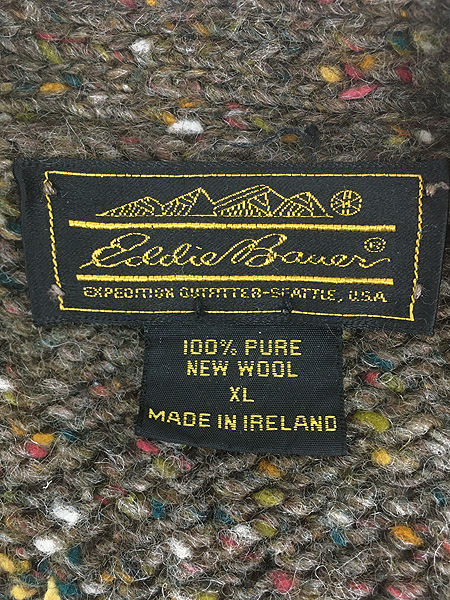 Eddie Bauer ®
EXPEDITION OUTFITTER-SEATTLE, U.S.A.
100% PURE
NEW WOOL
XL
MADE IN IRELAND